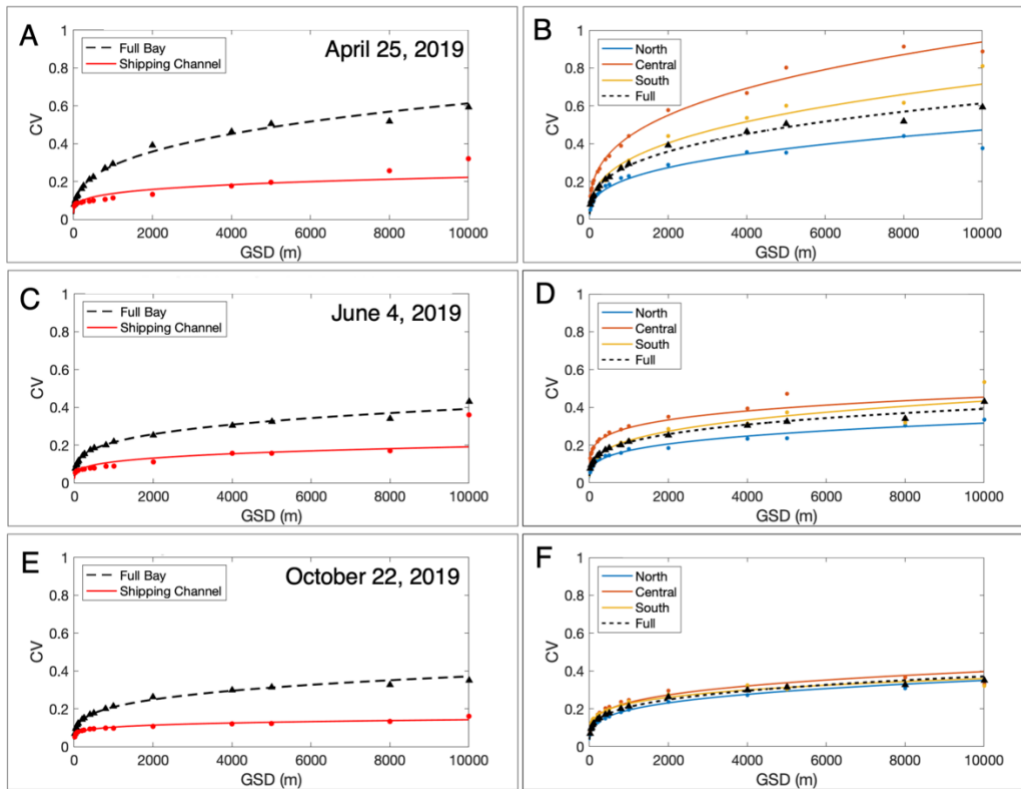 A
Full Bay
Shipping Channel
April 25, 2019
1
0.8
0.6
0.4
0.2
0
CV
0 2000 4000 6000 8000 10000
GSD (m)
B
North
Central
South
Full
1
0.8
0.6
0.4
0.2
0
CV
0 2000 4000 6000 8000 10000
GSD (m)
C
Full Bay
Shipping Channel
June 4, 2019
1
0.8
0.6
0.4
0.2
0
CV
0 2000 4000 6000 8000 10000
GSD (m)
D
North
Central
South
Full
1
0.8
0.6
0.4
0.2
0
CV
0 2000 4000 6000 8000 10000
GSD (m)
E
Full Bay
Shipping Channel
October 22, 2019
1
0.8
0.6
0.4
0.2
0
CV
0 2000 4000 6000 8000 10000
GSD (m)
F
North
Central
South
Full
1
0.8
0.6
0.4
0.2
0
CV
0 2000 4000 6000 8000 10000
GSD (m)